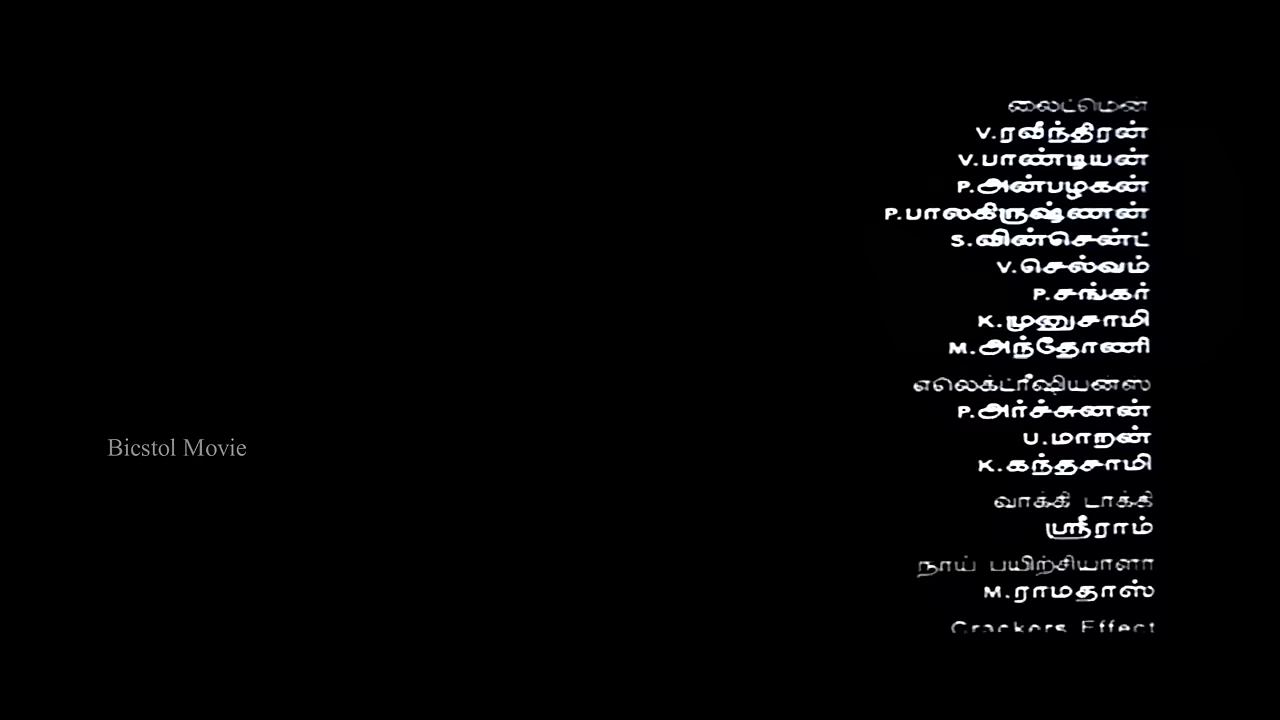 லைட்மென்
V.ரவீந்திரன்
V.பாண்டியன்
P.அன்பழகன்
P.பாலகிருஷ்ணன்
S.வின்சென்ட்
V.செல்வம்
P.சங்கர்
K.முனுசாமி
M.அந்தோணி
எலெக்ட்ரீஷியன்ஸ்
P.அர்ச்சுனன்
U.மாறன்
K.கந்தசாமி
Bicstol Movie
வாக்கி டாக்கி
ஸ்ரீராம்
நாய் பயிற்சியாளர்
M.ராமதாஸ்
Crackers Effect